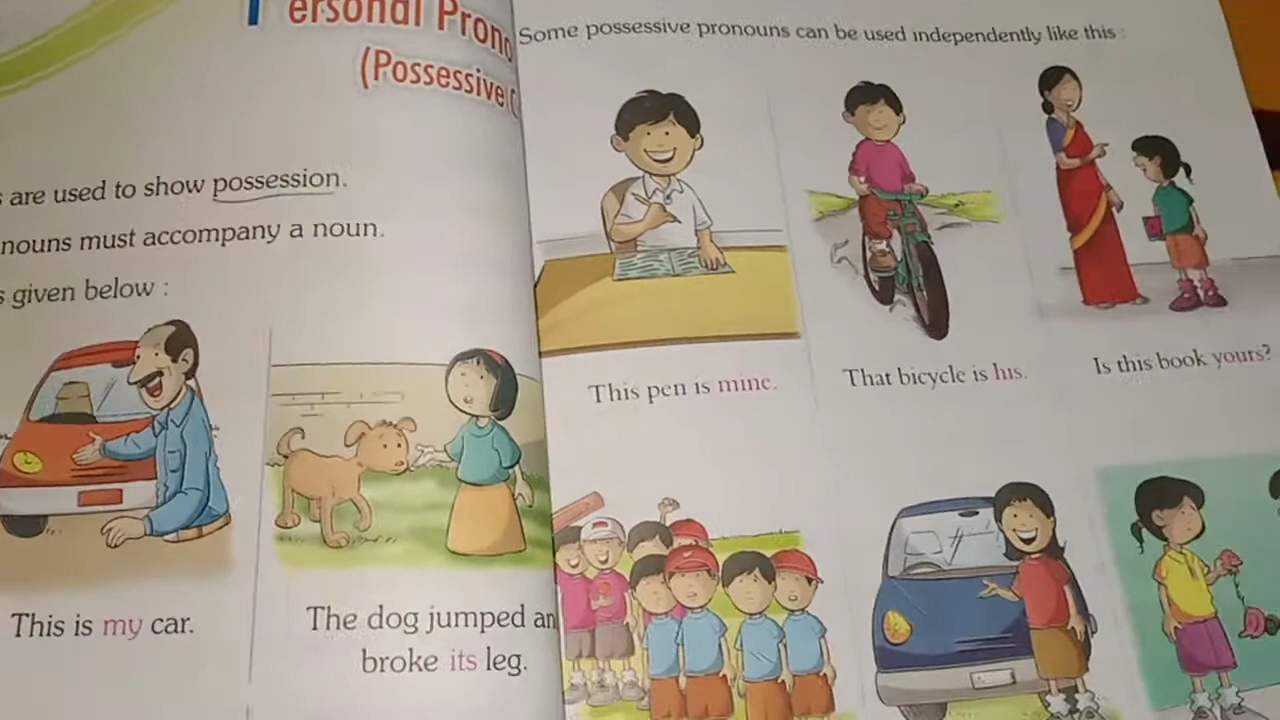 Personal Prono
(Possessive
are used to show possession.
nouns must accompany a noun.
s given below :
This is my car.
The dog jumped an
broke its leg.
Some possessive pronouns can be used independently like this :
This pen is mine.
That bicycle is his.
Is this book yours?